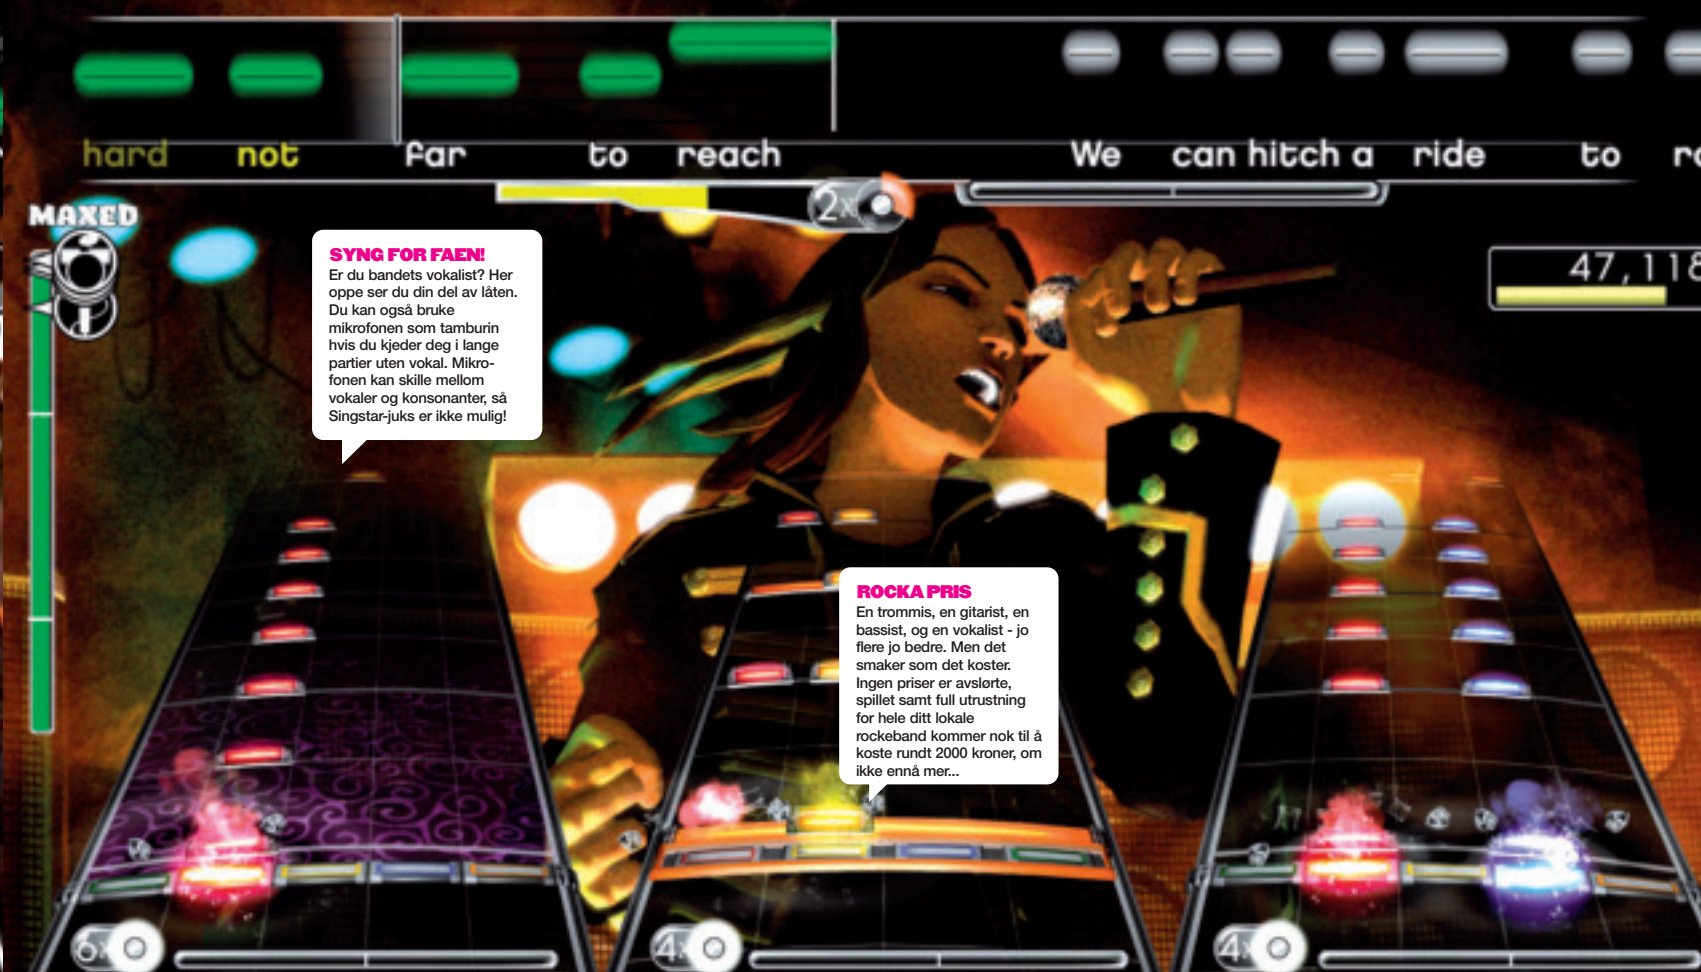 hard not far to reach We can hitch a ride to
MAXED
2x
47,118
SYNG FOR FAEN!
Er du bandets vokalist? Her
oppe ser du din del av låten.
Du kan også bruke
mikrofonen som tamburin
hvis du kjeder deg i lange
partier uten vokal. Mikro-
fonen kan skille mellom
vokaler og konsonanter, så
Singstar-juks er ikke mulig!
ROCKA PRIS
En trommis, en gitarist, en
bassist, og en vokalist - jo
flere jo bedre. Men det
smaker som det koster.
Ingen priser er avslørte,
spillet samt full utrustning
for hele ditt lokale
rockeband kommer nok til å
koste rundt 2000 kroner, om
ikke ennå mer...
6x
4x
4x